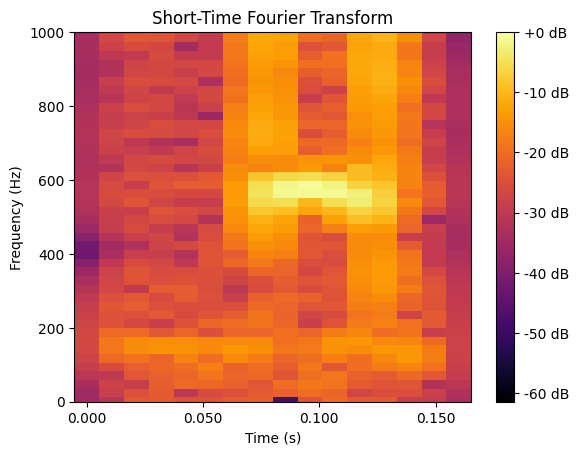 Short-Time Fourier Transform
1000
800
600
400
200
0
Frequency (Hz)
0.000
0.050
0.100
0.150
Time (s)
+0 dB
-10 dB
-20 dB
-30 dB
-40 dB
-50 dB
-60 dB